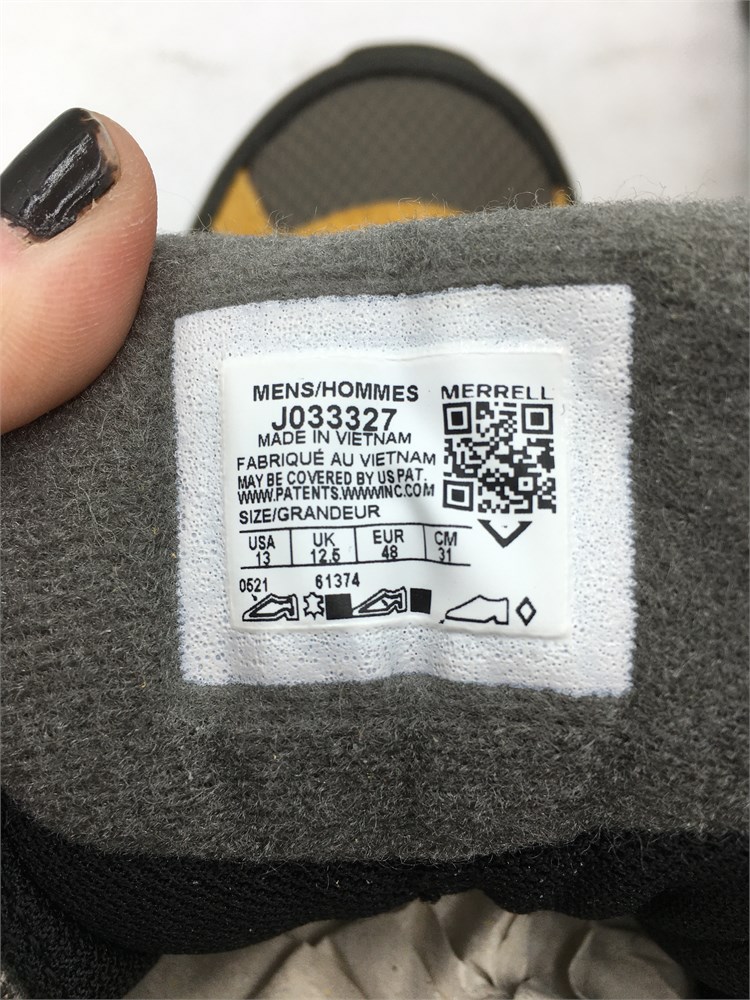 MENS/HOMMES
J033327
MADE IN VIETNAM
FABRIQUÉ AU VIETNAM
MAY BE COVERED BY US PAT.
WWW.PATENTS.WWWINC.COM
MERRELL
SIZE/GRANDEUR
USA UK EUR CM
13 12.5 48 31
0521 61374